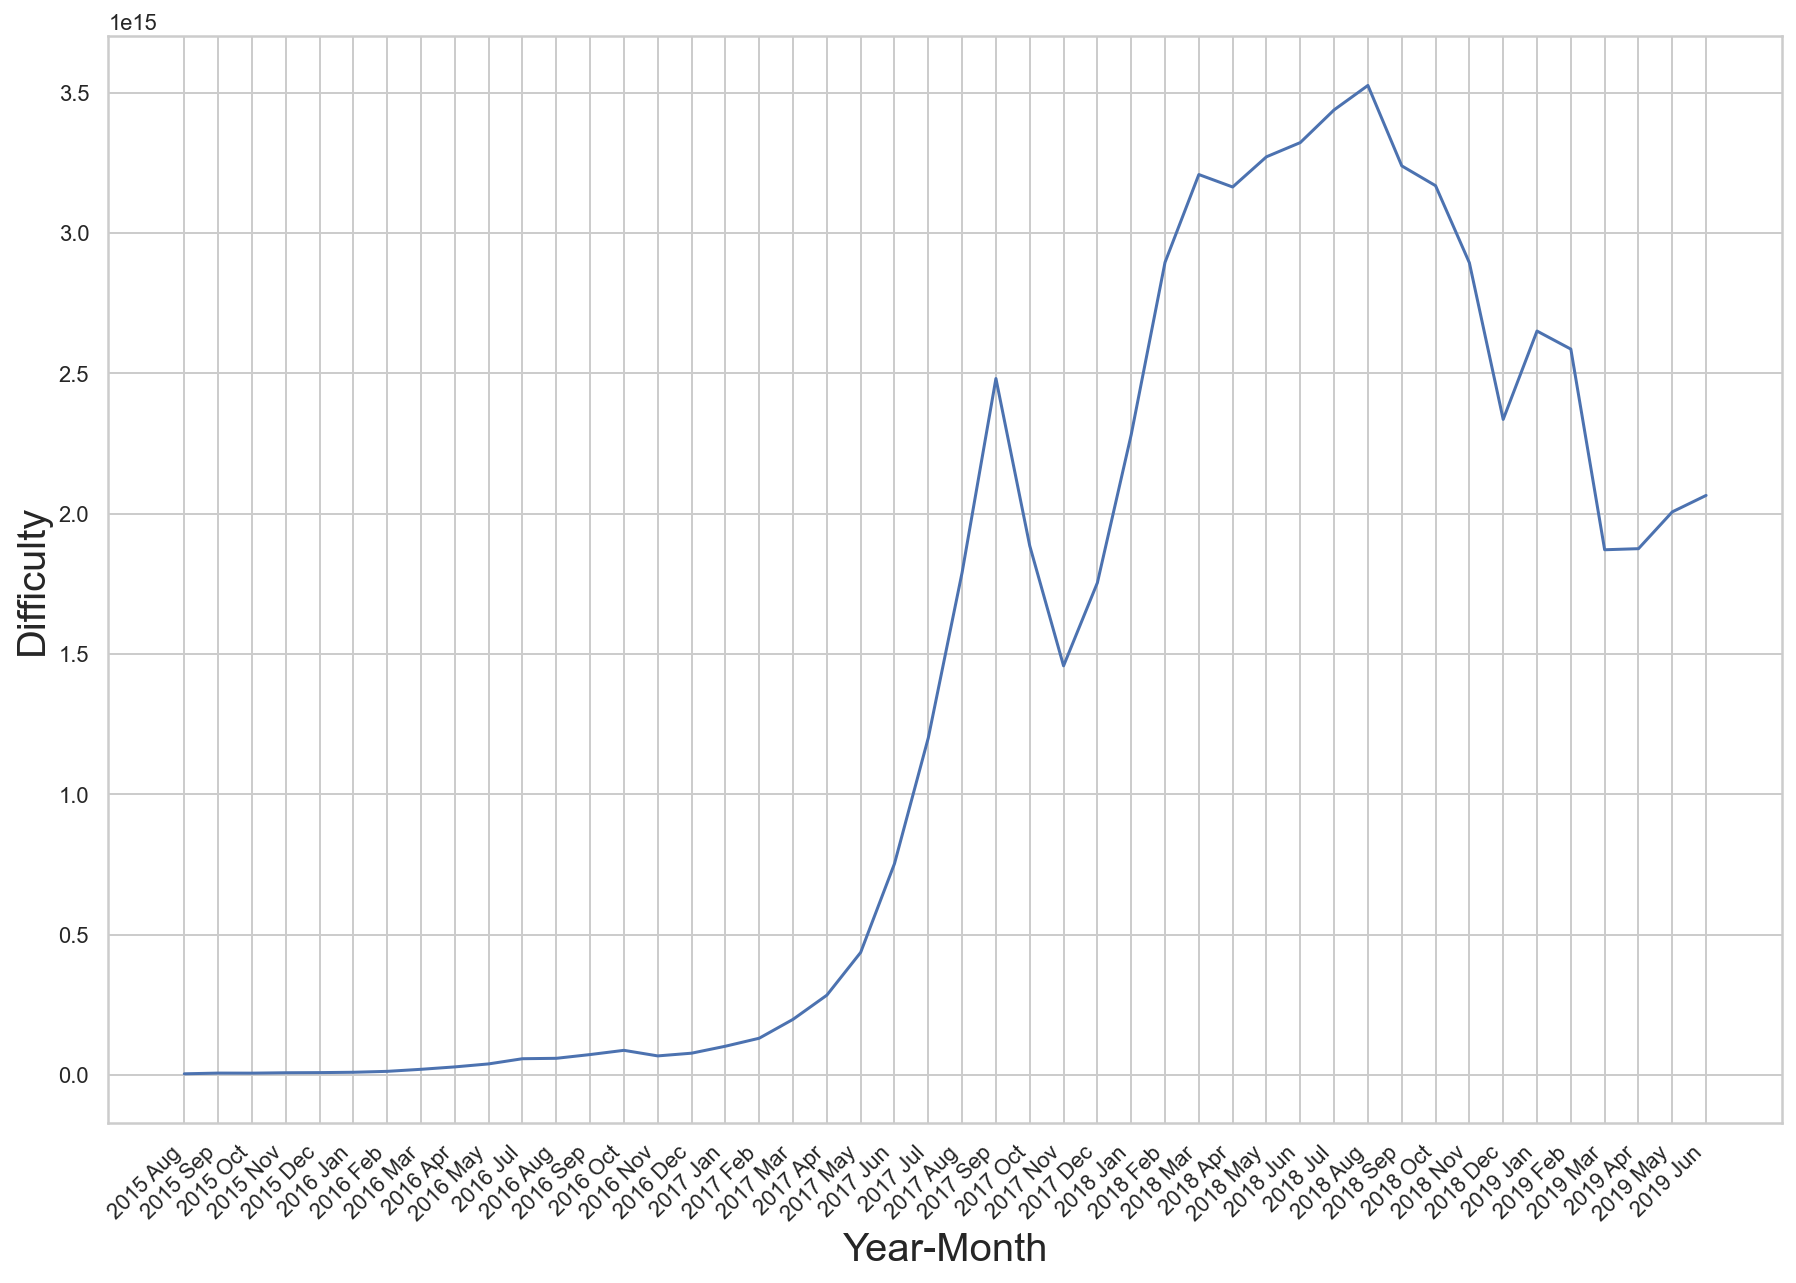 1e15
3.5
3.0
2.5
2.0
1.5
1.0
0.5
0.0
Difficulty
2015 Aug
2015 Sep
2015 Oct
2015 Nov
2015 Dec
2016 Jan
2016 Feb
2016 Mar
2016 Apr
2016 May
2016 Jul
2016 Aug
2016 Sep
2016 Oct
2016 Nov
2016 Dec
2017 Jan
2017 Feb
2017 Mar
2017 Apr
2017 May
2017 Jun
2017 Jul
2017 Aug
2017 Sep
2017 Oct
2017 Nov
2017 Dec
2018 Jan
2018 Feb
2018 Mar
2018 Apr
2018 May
2018 Jun
2018 Jul
2018 Aug
2018 Sep
2018 Oct
2018 Nov
2018 Dec
2019 Jan
2019 Feb
2019 Mar
2019 Apr
2019 May
2019 Jun
Year-Month